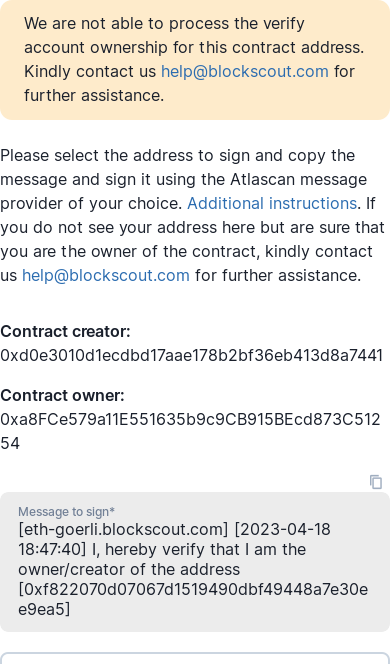 We are not able to process the verify
account ownership for this contract address.
Kindly contact us help@blockscout.com for
further assistance.
Please select the address to sign and copy the
message and sign it using the Atlascan message
provider of your choice. Additional instructions. If
you do not see your address here but are sure that
you are the owner of the contract, kindly contact
us help@blockscout.com for further assistance.
Contract creator:
0xd0e3010d1ecdbd17aae178b2bf36eb413d8a7441
Contract owner:
0xa8FCe579a11E551635b9c9CB915BEcd873C512
54
Message to sign*
[eth-goerli.blockscout.com] [2023-04-18
18:47:40] I, hereby verify that I am the
owner/creator of the address
[0xf822070d07067d1519490dbf49448a7e30e
e9ea5]